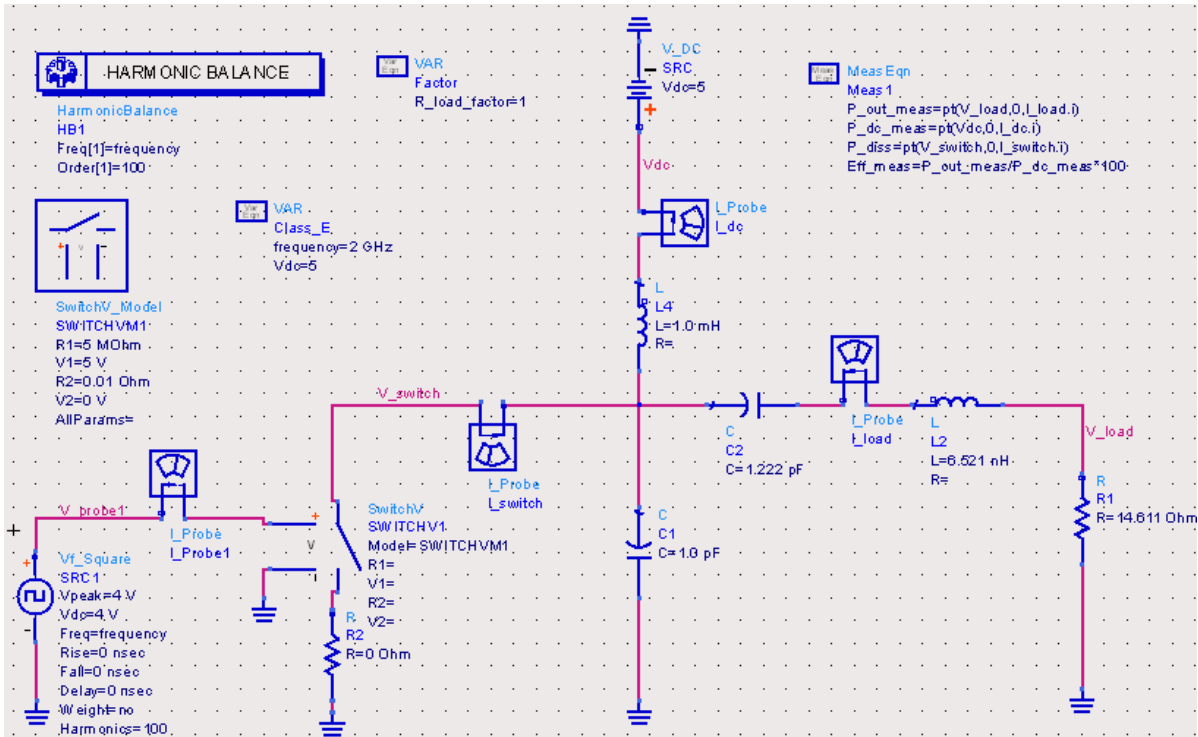 HARMONIC BALANCE
HarmonicBalance
HB1
Freq[1]=frequency
Order[1]=100
VAR
Factor
R_load_factor=1
V_DC
SRC
Vdc=5
MeasEqn
Meas1
P_out_meas=pt(V_load,0,I_load.i)
P_dc_meas=pt(Vdc,0,I_dc.i)
P_diss=pt(V_switch,0,I_switch.i)
Eff_meas=P_out_meas/P_dc_meas*100
VAR
Class_E
frequency=2 GHz
Vdc=5
Vdc
I_Probe
I_dc
SwitchV_Model
SWITCHVM1
R1=5 MOhm
V1=5 V
R2=0.01 Ohm
V2=0 V
AllParams=
L
L4
L=1.0 mH
R=
V_switch
I_Probe
I_switch
C
C2
C=1.222 pF
I_Probe
I_load
L
L2
L=6.521 nH
R=
V_load
R
R1
R=14.611 Ohm
C
C1
C=1.0 pF
V_probe1
I_Probe
I_Probe1
V
SwitchV
SWITCHV1
Model=SWITCHVM1
R1=
V1=
R2=
V2=
R
R2
R=0 Ohm
Vf_Square
SRC1
Vpeak=4 V
Vdc=4 V
Freq=frequency
Rise=0 nsec
Fall=0 nsec
Delay=0 nsec
Weight=no
Harmonics=100